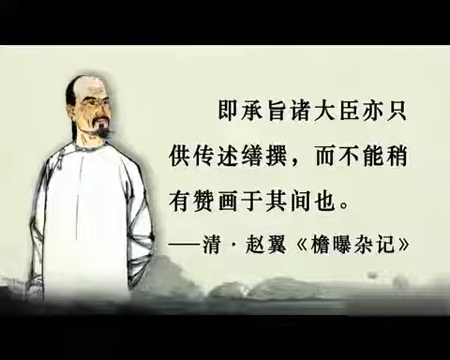 即承旨诸大臣亦只
供传述缮撰，而不能稍
有赞画于其间也。
——清·赵翼《檐曝杂记》